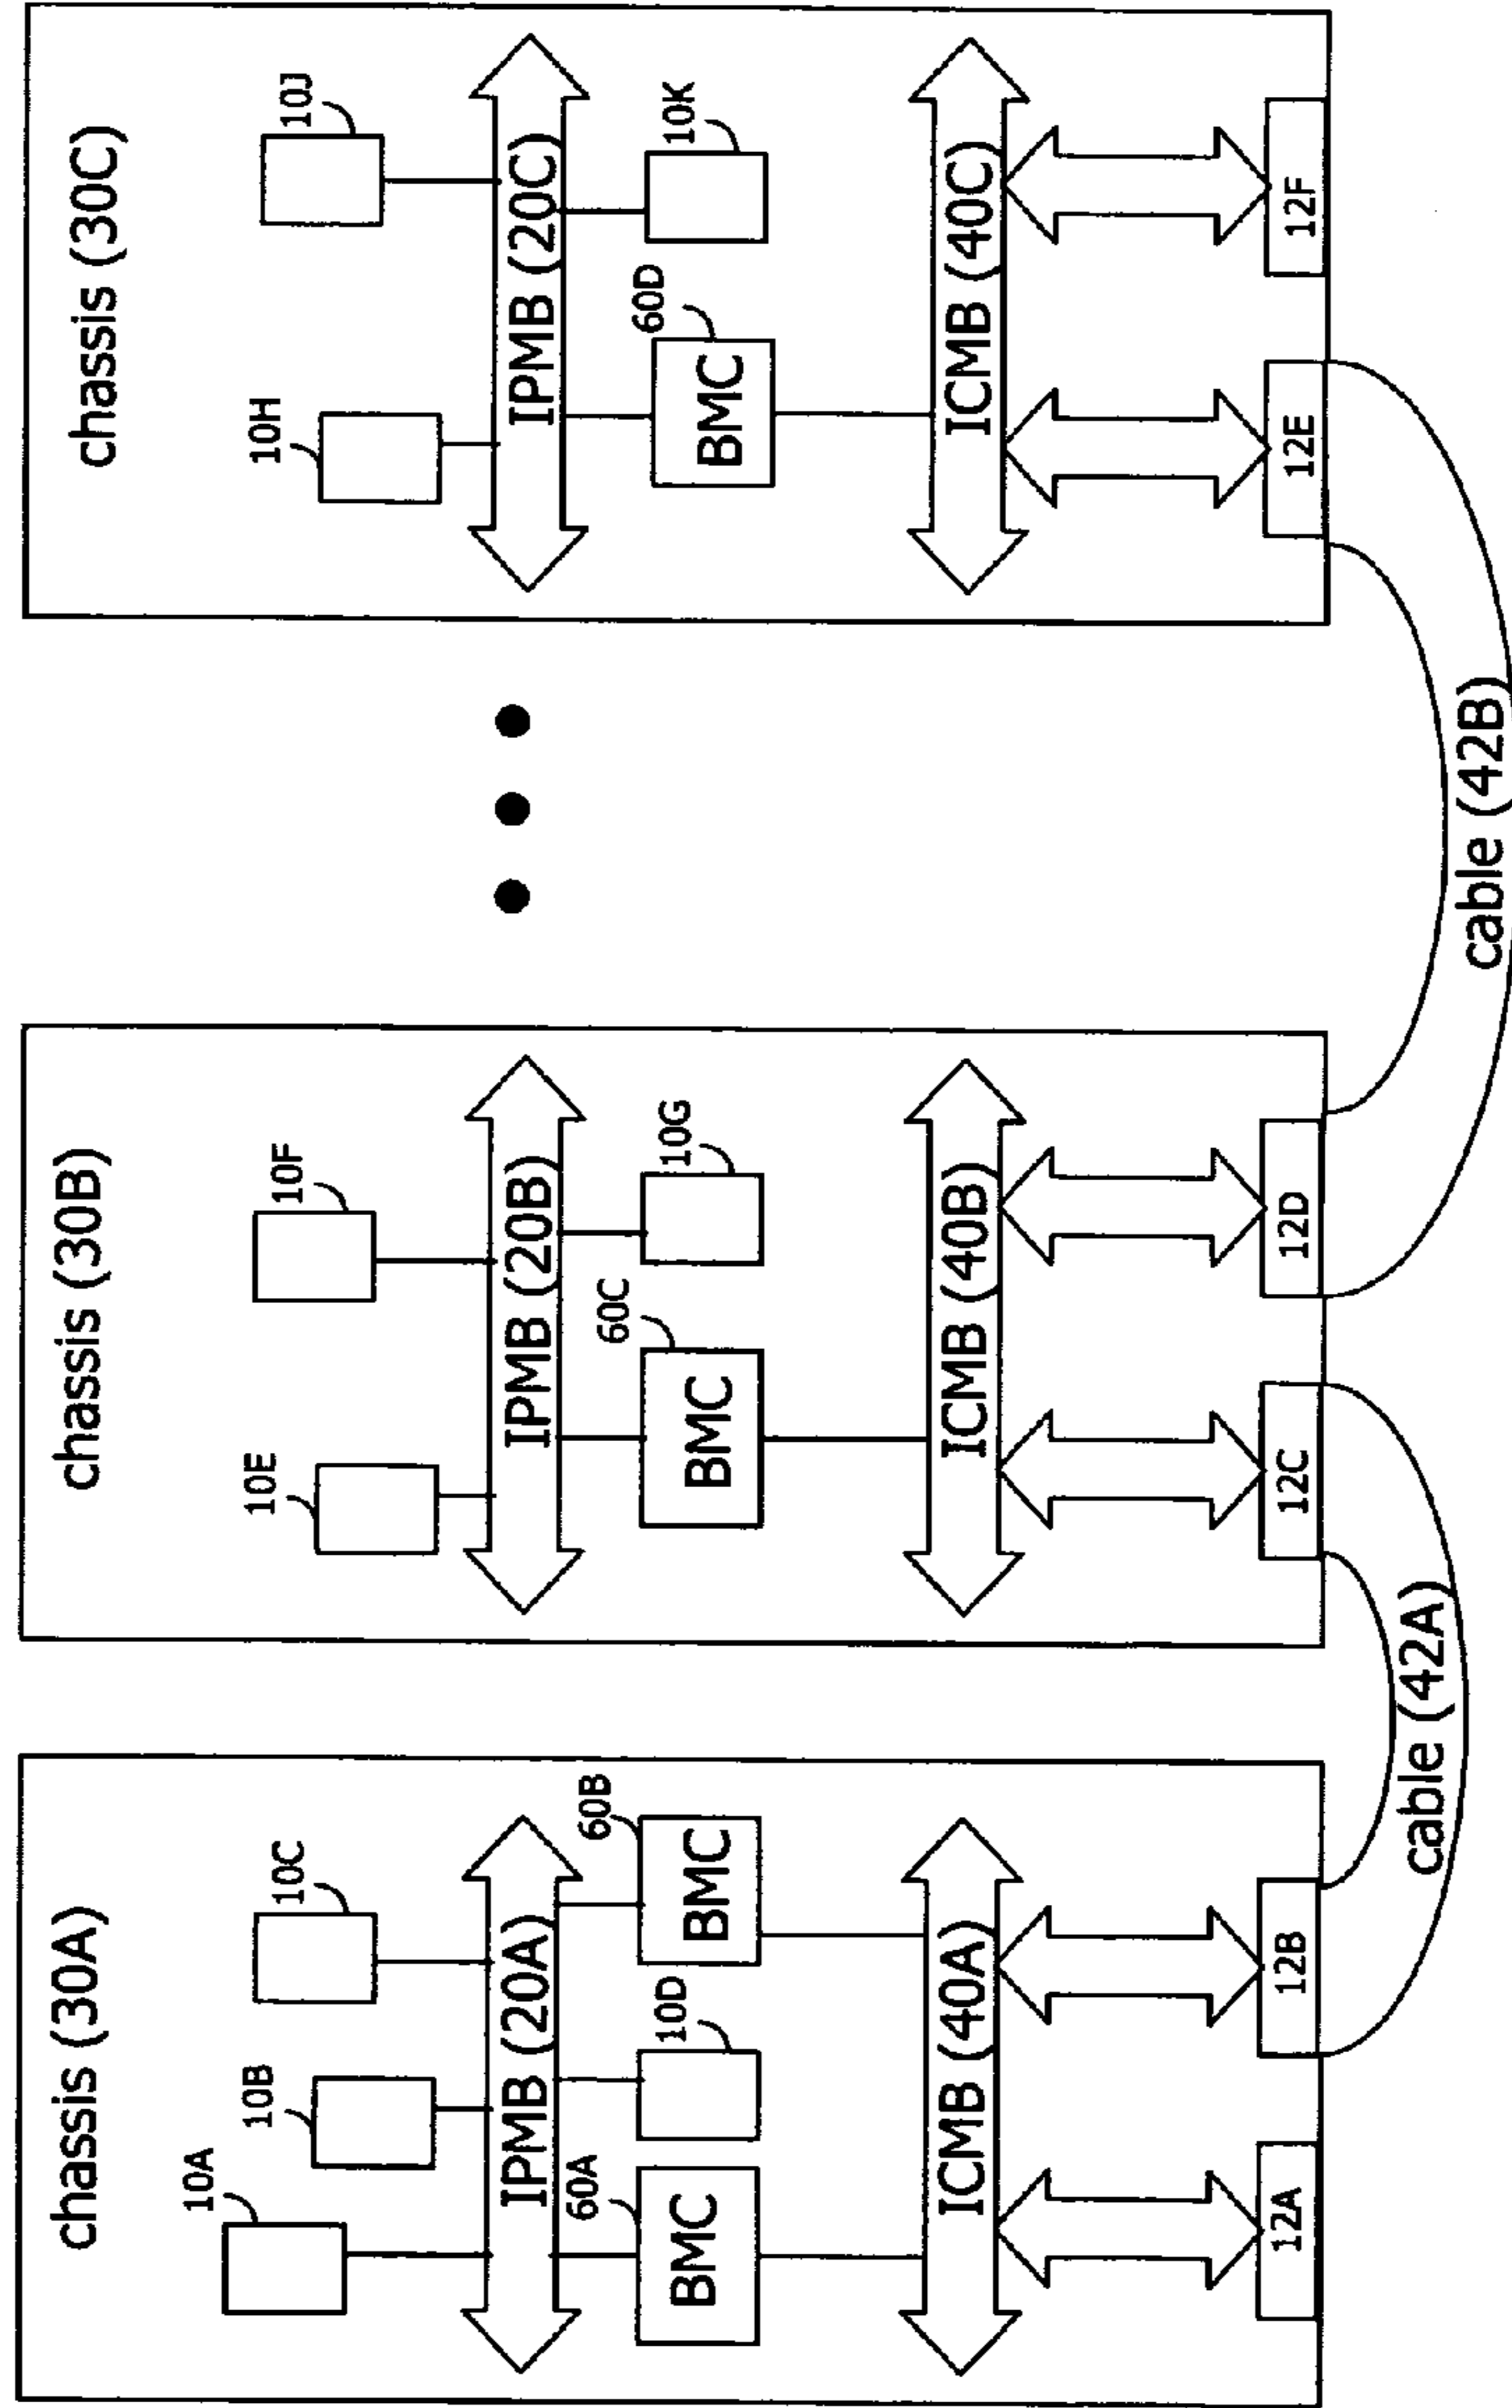 chassis (30A)
10A
10B
10C
IPMB (20A)
60A
BMC
10D
60B
BMC
ICMB (40A)
12A
12B
cable (42A)
chassis (30B)
10E
10F
IPMB (20B)
60C
BMC
10G
ICMB (40B)
12C
12D
cable (42B)
chassis (30C)
10H
10J
IPMB (20C)
60D
BMC
10K
ICMB (40C)
12E
12F